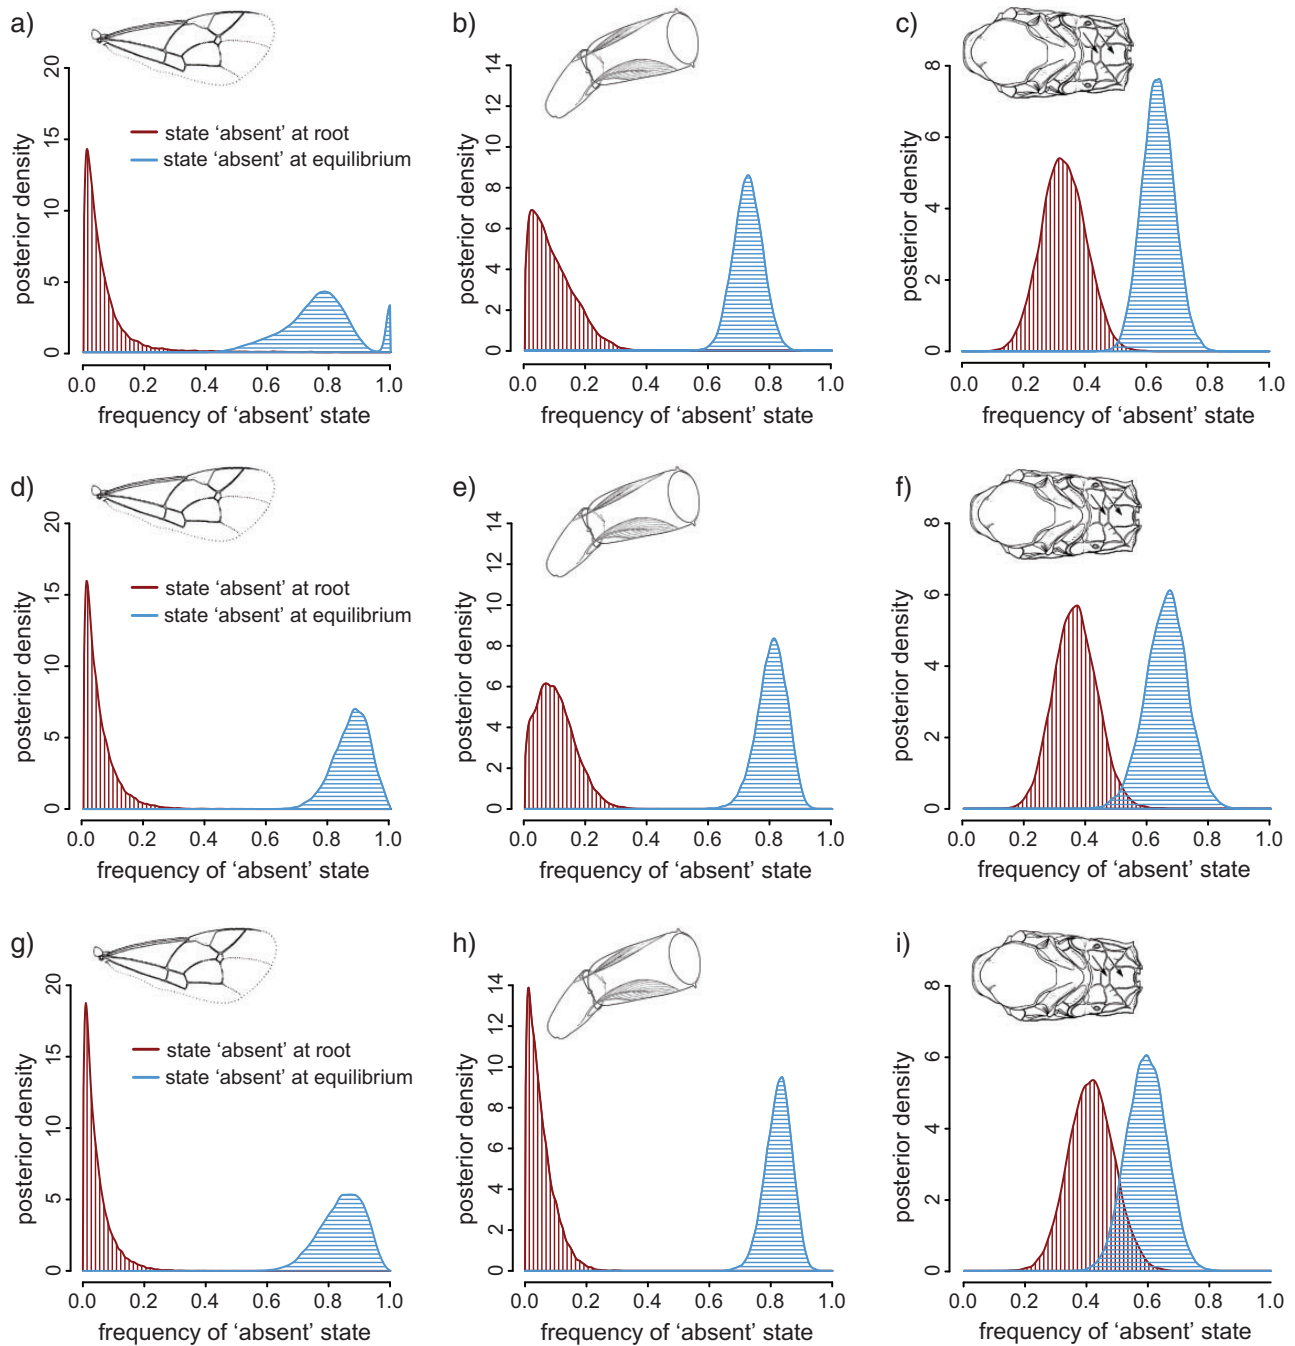 a)
b)
c)
state 'absent' at root
state 'absent' at equilibrium
posterior density
0 5 10 15 20
0.0 0.2 0.4 0.6 0.8 1.0
frequency of 'absent' state
posterior density
0 2 4 6 8 10 12 14
0.0 0.2 0.4 0.6 0.8 1.0
frequency of 'absent' state
posterior density
0 2 4 6 8
0.0 0.2 0.4 0.6 0.8 1.0
frequency of 'absent' state
d)
e)
f)
state 'absent' at root
state 'absent' at equilibrium
posterior density
0 5 10 15 20
0.0 0.2 0.4 0.6 0.8 1.0
frequency of 'absent' state
posterior density
0 2 4 6 8 10 12 14
0.0 0.2 0.4 0.6 0.8 1.0
frequency of 'absent' state
posterior density
0 2 4 6 8
0.0 0.2 0.4 0.6 0.8 1.0
frequency of 'absent' state
g)
h)
i)
state 'absent' at root
state 'absent' at equilibrium
posterior density
0 5 10 15 20
0.0 0.2 0.4 0.6 0.8 1.0
frequency of 'absent' state
posterior density
0 2 4 6 8 10 12 14
0.0 0.2 0.4 0.6 0.8 1.0
frequency of 'absent' state
posterior density
0 2 4 6 8
0.0 0.2 0.4 0.6 0.8 1.0
frequency of 'absent' state